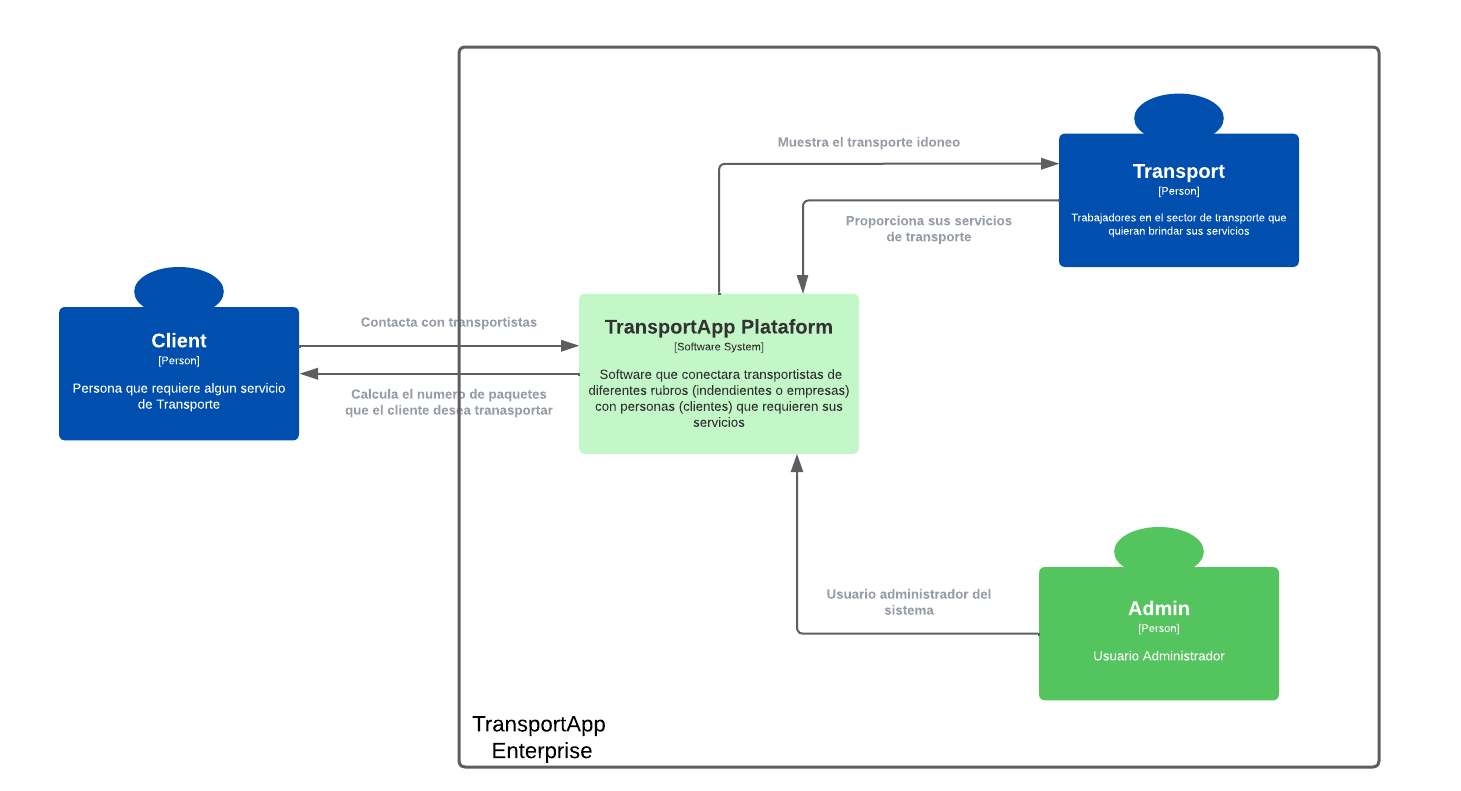 Muestra el transporte idoneo
Transport
[Person]
Trabajadores en el sector de transporte que
quieran brindar sus servicios
Proporciona sus servicios
de transporte
Client
[Person]
Persona que requiere algun servicio
de Transporte
Contacta con transportistas
Calcula el numero de paquetes
que el cliente desea tranasportar
TransportApp Plataform
[Software System]
Software que conectara transportistas de
diferentes rubros (indendientes o empresas)
con personas (clientes) que requieren sus
servicios
Usuario administrador del
sistema
Admin
[Person]
Usuario Administrador
TransportApp
Enterprise